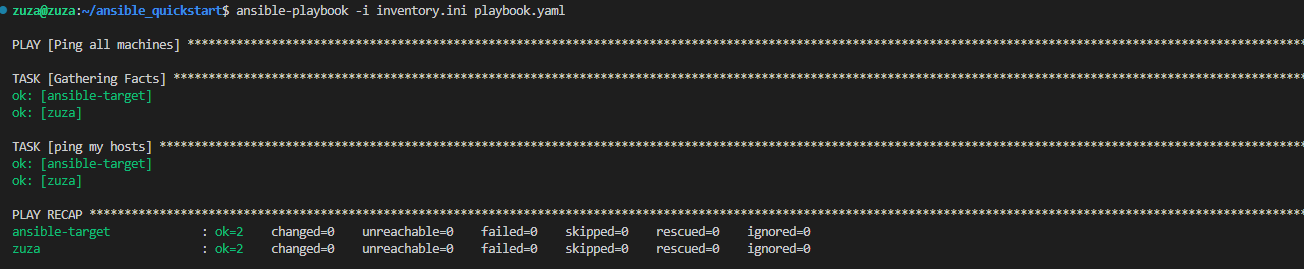 zuza@zuza:~/ansible_quickstart$ ansible-playbook -i inventory.ini playbook.yaml
PLAY [Ping all machines] ****************************************************************************************************************************************************************
TASK [Gathering Facts] ******************************************************************************************************************************************************************
ok: [ansible-target]
ok: [zuza]
TASK [ping my hosts] ********************************************************************************************************************************************************************
ok: [ansible-target]
ok: [zuza]
PLAY RECAP ******************************************************************************************************************************************************************************
ansible-target             : ok=2    changed=0    unreachable=0    failed=0    skipped=0    rescued=0    ignored=0
zuza                       : ok=2    changed=0    unreachable=0    failed=0    skipped=0    rescued=0    ignored=0